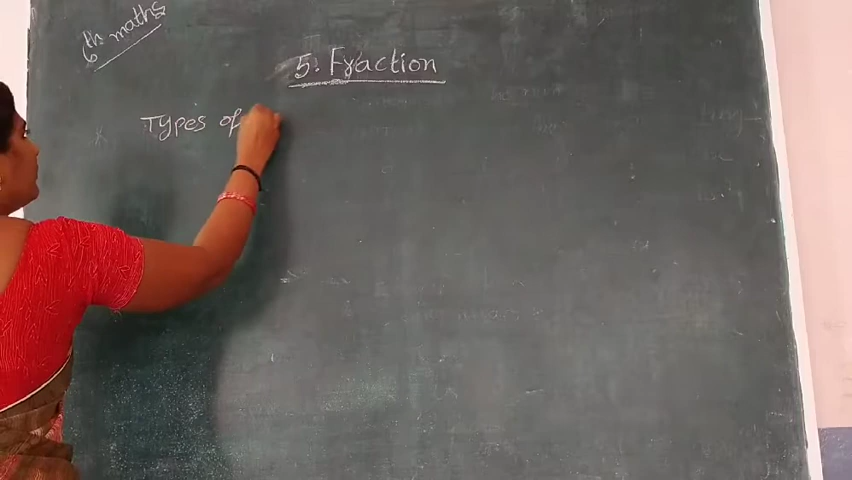 6th maths
5. Fraction
* Types of